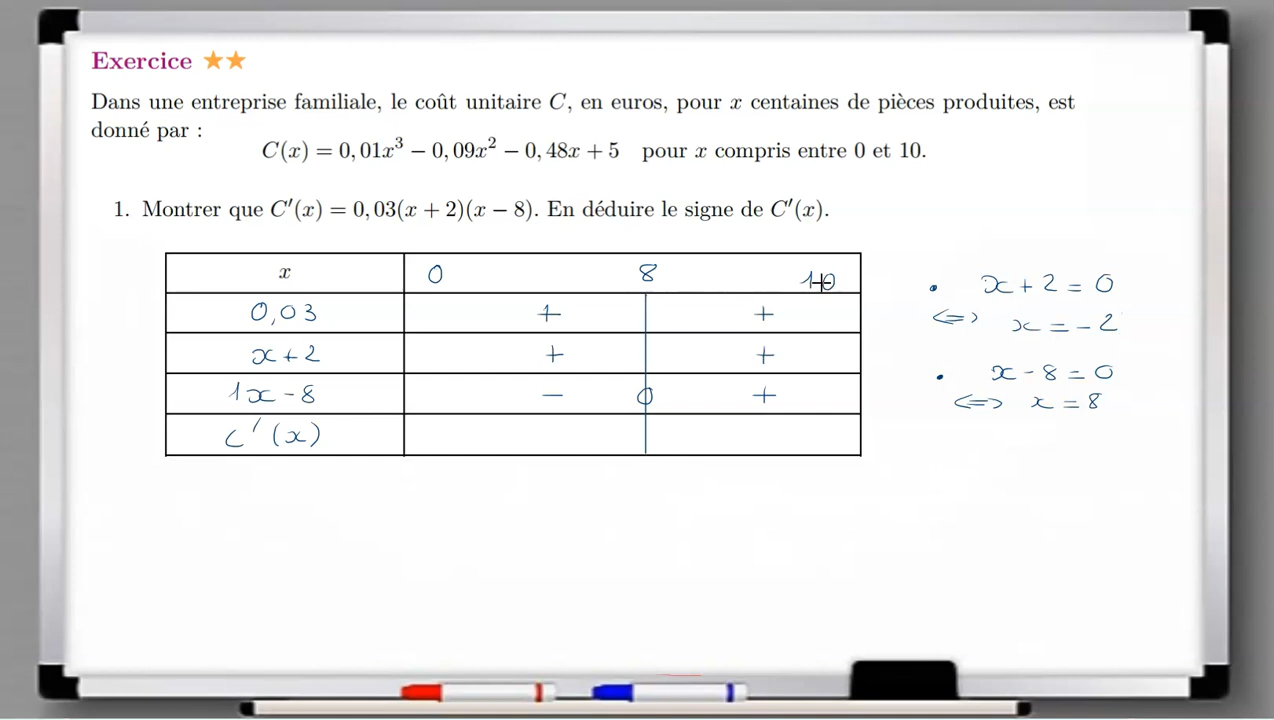 Exercice ★★
Dans une entreprise familiale, le coût unitaire C, en euros, pour x centaines de pièces produites, est
donné par :
C(x) = 0, 01x³ − 0, 09x² − 0, 48x + 5 pour x compris entre 0 et 10.
1. Montrer que C′(x) = 0, 03(x + 2)(x − 8). En déduire le signe de C′(x).
x 0 8 10
0,03 + +
x + 2 + +
1x − 8 − 0 +
C′(x)
• x + 2 = 0
⟺ x = −2
• x − 8 = 0
⟺ x = 8